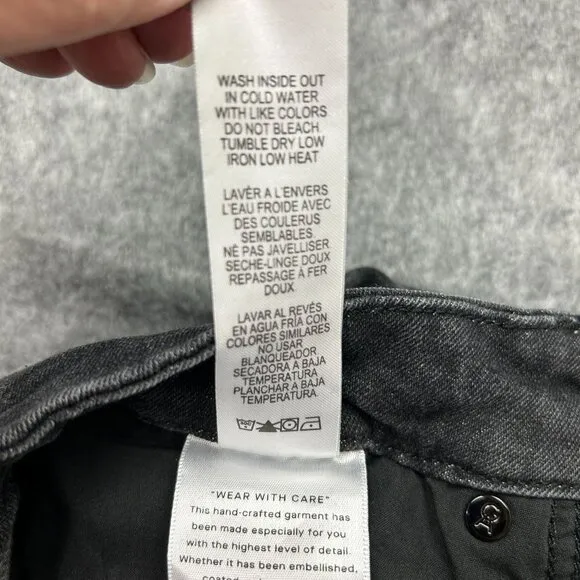 WASH INSIDE OUT
IN COLD WATER
WITH LIKE COLORS
DO NOT BLEACH
TUMBLE DRY LOW
IRON LOW HEAT
LAVÈR A L'ENVERS
L'EAU FROIDE AVEC
DES COULERUS
SEMBLABLES
NÈ PAS JAVELLISER
SECHE-LINGE DOUX
REPASSAGE À FER
DOUX
LAVAR AL REVÉS
EN AGUA FRÍA CON
COLORES SIMILARES
NO USAR
BLANQUEADOR
SECADORA A BAJA
TEMPERATURA
PLANCHAR A BAJA
TEMPERATURA
"WEAR WITH CARE"
This hand-crafted garment has
been made especially for you
with the highest level of detail.
Whether it has been embellished,